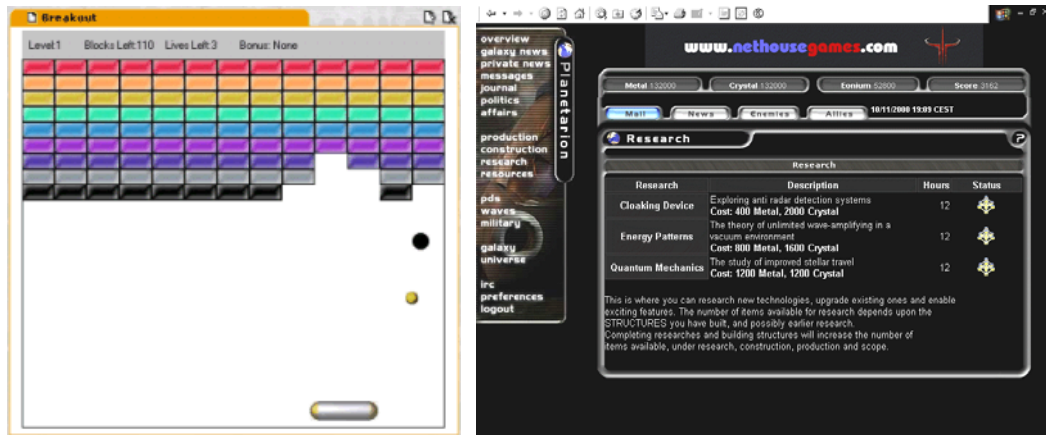 Breakout
Level:1 Blocks Left:110 Lives Left:3 Bonus: None
overview
galaxy news
private news
messages
journal
politics
affairs
production
construction
research
resources
pds
waves
military
galaxy
universe
irc
preferences
logout
Planetarion
www.nethousegames.com
Metal 132000 Crystal 132000 Eonium 52800 Score 3162
Mail News Enemies Allies 10/11/2000 19:09 CEST
Research ?
Research
Research Description Hours Status
Cloaking Device Exploring anti radar detection systems 12
Cost: 400 Metal, 2000 Crystal
Energy Patterns The theory of unlimited wave-amplifying in a 12
vacuum environment
Cost: 800 Metal, 1600 Crystal
Quantum Mechanics The study of improved stellar travel 12
Cost: 1200 Metal, 1200 Crystal
This is where you can research new technologies, upgrade existing ones and enable
exciting features. The number of items available for research depends upon the
STRUCTURES you have built, and possibly earlier research.
Completing researches and building structures will increase the number of
items available, under research, construction, production and scope.